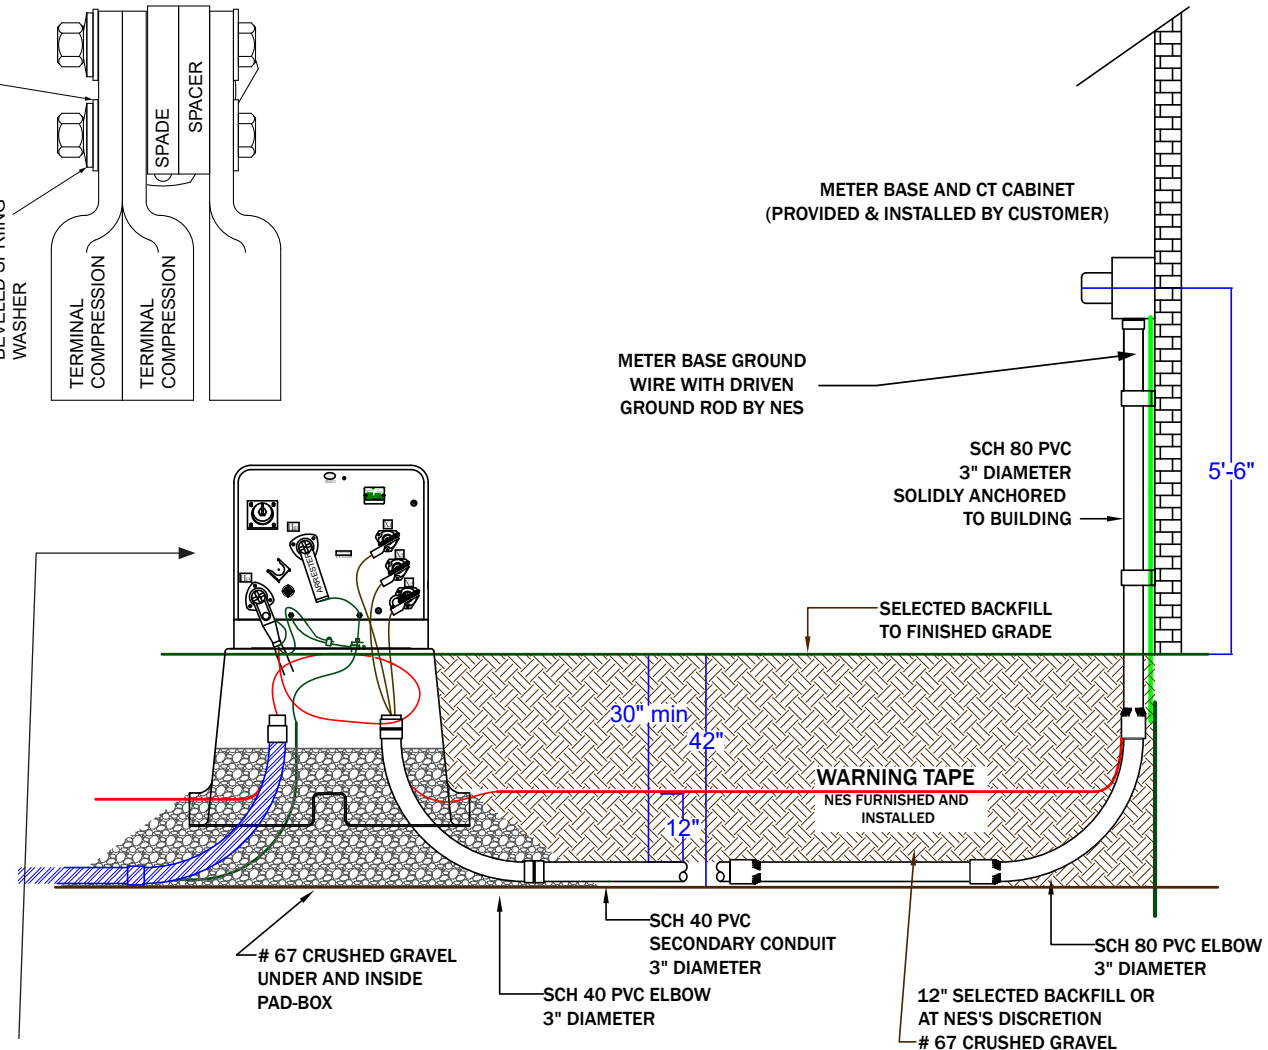 SPADE
SPACER
BEVELED SPRIING
WASHER
TERMINAL
COMPRESSION
TERMINAL
COMPRESSION
METER BASE AND CT CABINET
(PROVIDED & INSTALLED BY CUSTOMER)
METER BASE GROUND
WIRE WITH DRIVEN
GROUND ROD BY NES
SCH 80 PVC
3" DIAMETER
SOLIDLY ANCHORED
TO BUILDING
5'-6"
ARRESTER
SELECTED BACKFILL
TO FINISHED GRADE
30" min
42"
WARNING TAPE
NES FURNISHED AND
INSTALLED
12"
# 67 CRUSHED GRAVEL
UNDER AND INSIDE
PAD-BOX
SCH 40 PVC
SECONDARY CONDUIT
3" DIAMETER
SCH 40 PVC ELBOW
3" DIAMETER
SCH 80 PVC ELBOW
3" DIAMETER
12" SELECTED BACKFILL OR
AT NES'S DISCRETION
# 67 CRUSHED GRAVEL